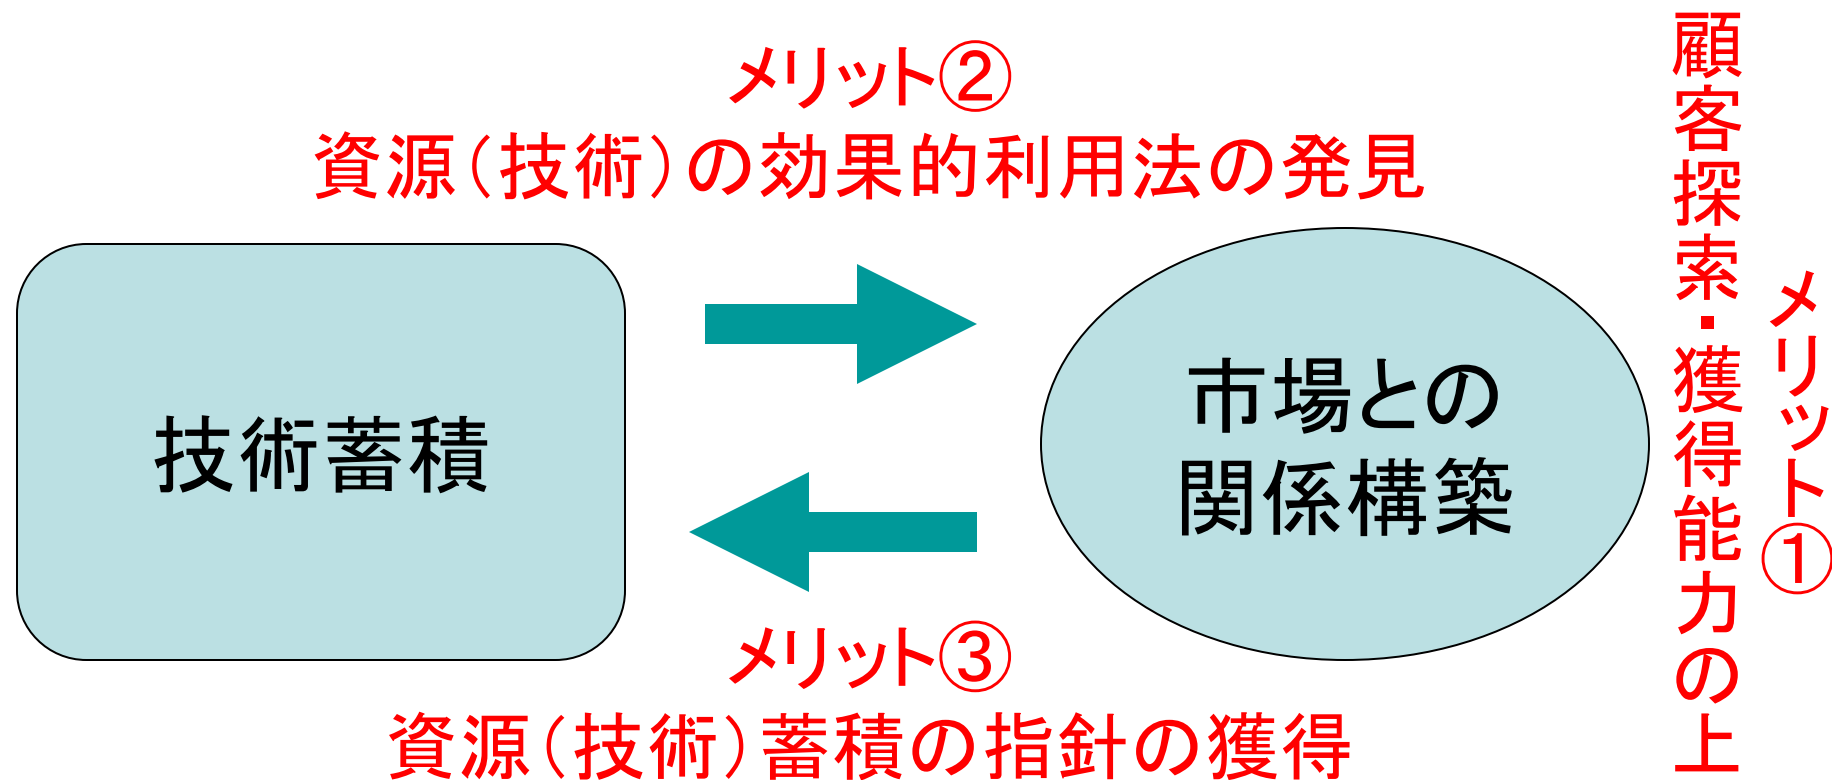 メリット②
資源(技術)の効果的利用法の発見
技術蓄積
市場との
関係構築
メリット①
顧客探索・獲得能力の上
メリット③
資源(技術)蓄積の指針の獲得